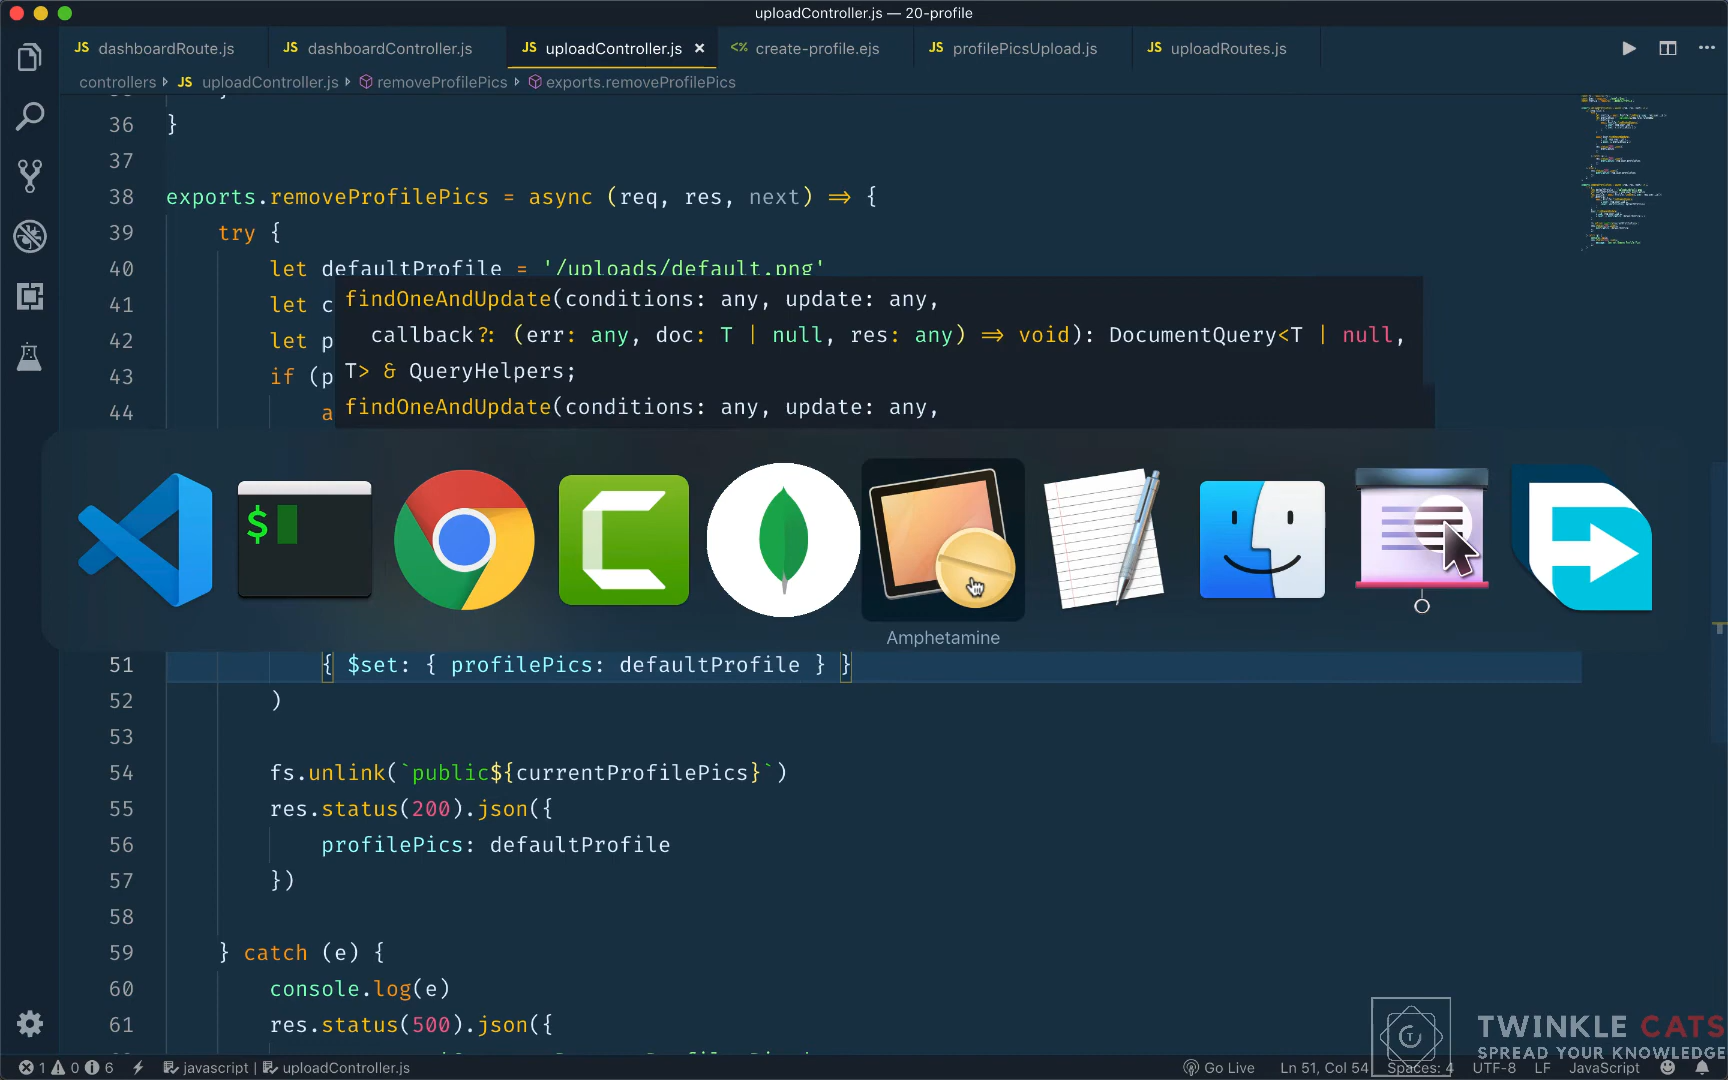 uploadController.js — 20-profile
JS dashboardRoute.js JS dashboardController.js JS uploadController.js × <% create-profile.ejs JS profilePicsUpload.js JS uploadRoutes.js
controllers JS uploadController.js removeProfilePics exports.removeProfilePics
36 }
37
38 exports.removeProfilePics = async (req, res, next) => {
39 try {
40 let defaultProfile = '/uploads/default.png'
41 let c
42 let p
43 if (p
44 a
findOneAndUpdate(conditions: any, update: any,
callback?: (err: any, doc: T | null, res: any) => void): DocumentQuery<T | null,
T> & QueryHelpers;
findOneAndUpdate(conditions: any, update: any,
$
Amphetamine
51 { $set: { profilePics: defaultProfile } }
52 )
53
54 fs.unlink(`public${currentProfilePics}`)
55 res.status(200).json({
56 profilePics: defaultProfile
57 })
58
59 } catch (e) {
60 console.log(e)
61 res.status(500).json({
TWINKLE CATS
SPREAD YOUR KNOWLEDGE
1 0 6 javascript | uploadController.js Go Live Ln 51, Col 54 Spaces: 4 UTF-8 LF JavaScript